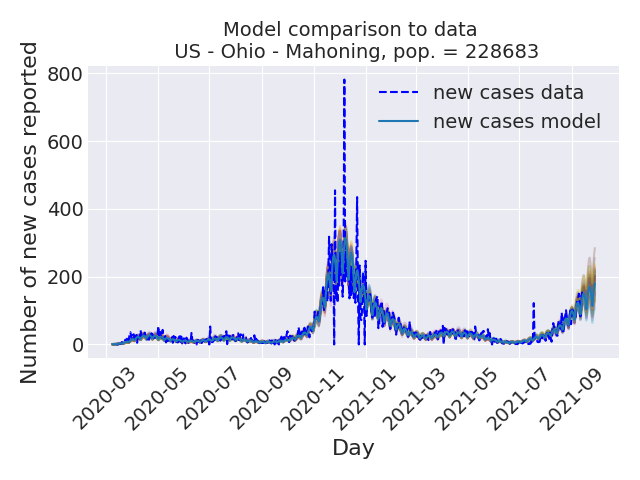 Model comparison to data
US - Ohio - Mahoning, pop. = 228683
Number of new cases reported
800
600
400
200
0
new cases data
new cases model
2020-03
2020-05
2020-07
2020-09
2020-11
2021-01
2021-03
2021-05
2021-07
2021-09
Day